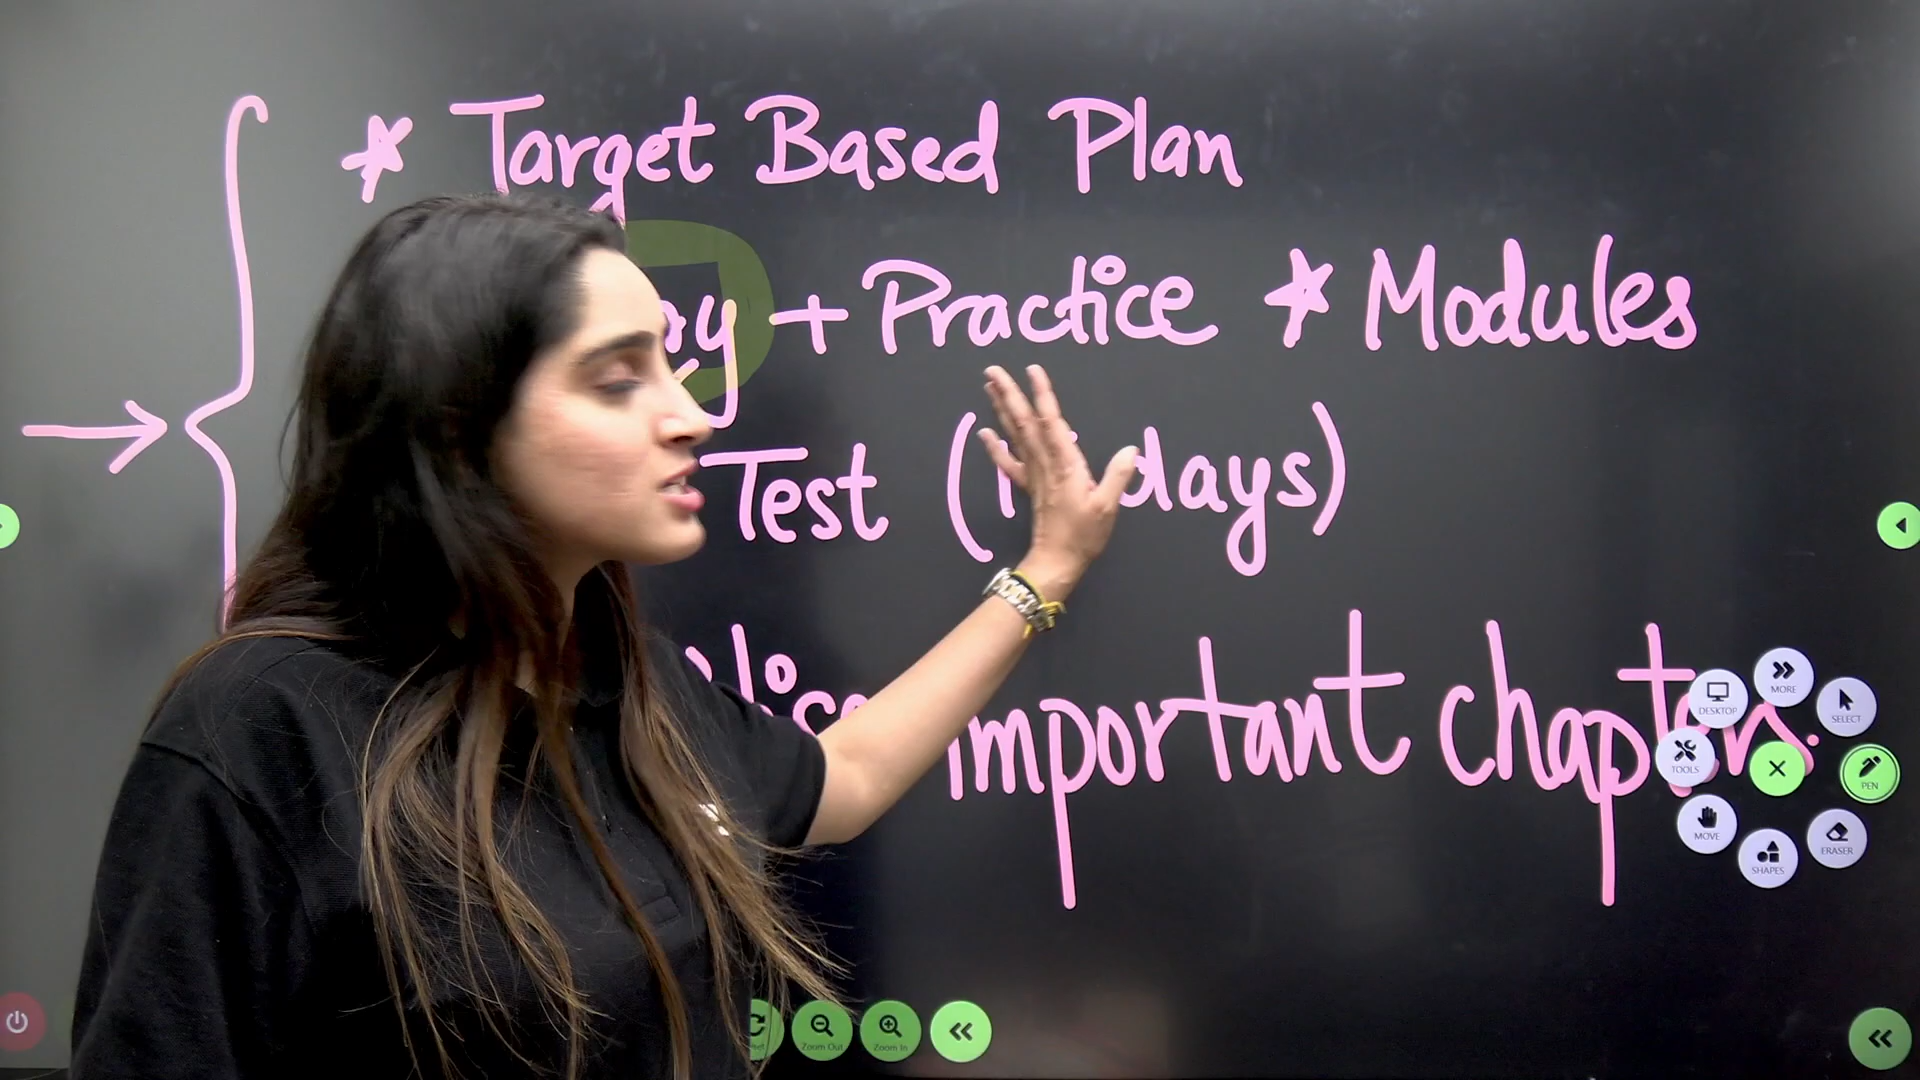 * Target Based Plan
+ Practice * Modules
Test ( days)
important chapters.
MORE
DESKTOP
SELECT
TOOLS
PEN
MOVE
ERASER
SHAPES
Zoom Out Zoom In